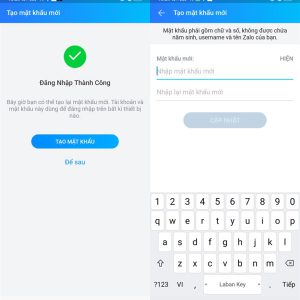 Tạo mật khẩu mới
Đăng Nhập Thành Công
Bây giờ bạn có thể tạo lại mật khẩu mới. Tài khoản và
mật khẩu này dùng để đăng nhập trên bất kì thiết bị
nào.
TẠO MẬT KHẨU
Để sau
Tạo mật khẩu mới
Mật khẩu phải gồm chữ và số, không được chứa
năm sinh, username và tên Zalo của bạn.
Mật khẩu mới:
HIỆN
Nhập mật khẩu mới
Nhập lại mật khẩu mới
CẬP NHẬT
1 2 3 4 5 6 7 8 9 0
q w e r t y u i o p
a s d f g h j k l
z x c v b n m
?123 VI , Laban Key . Tiếp